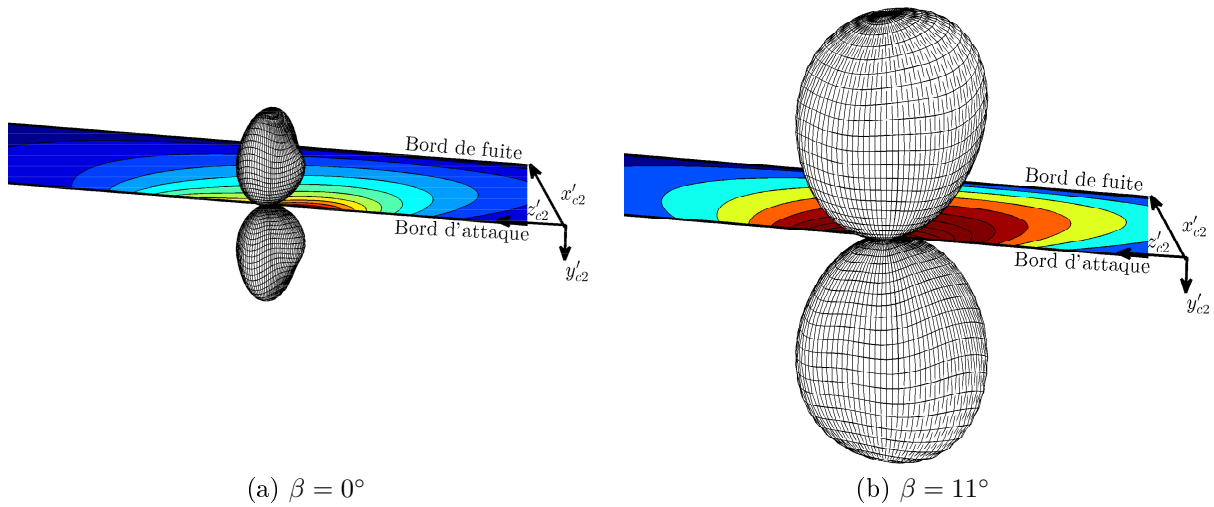 Bord de fuite
x′c2
z′c2
Bord d'attaque
y′c2
(a) β = 0°
Bord de fuite
x′c2
z′c2
Bord d'attaque
y′c2
(b) β = 11°